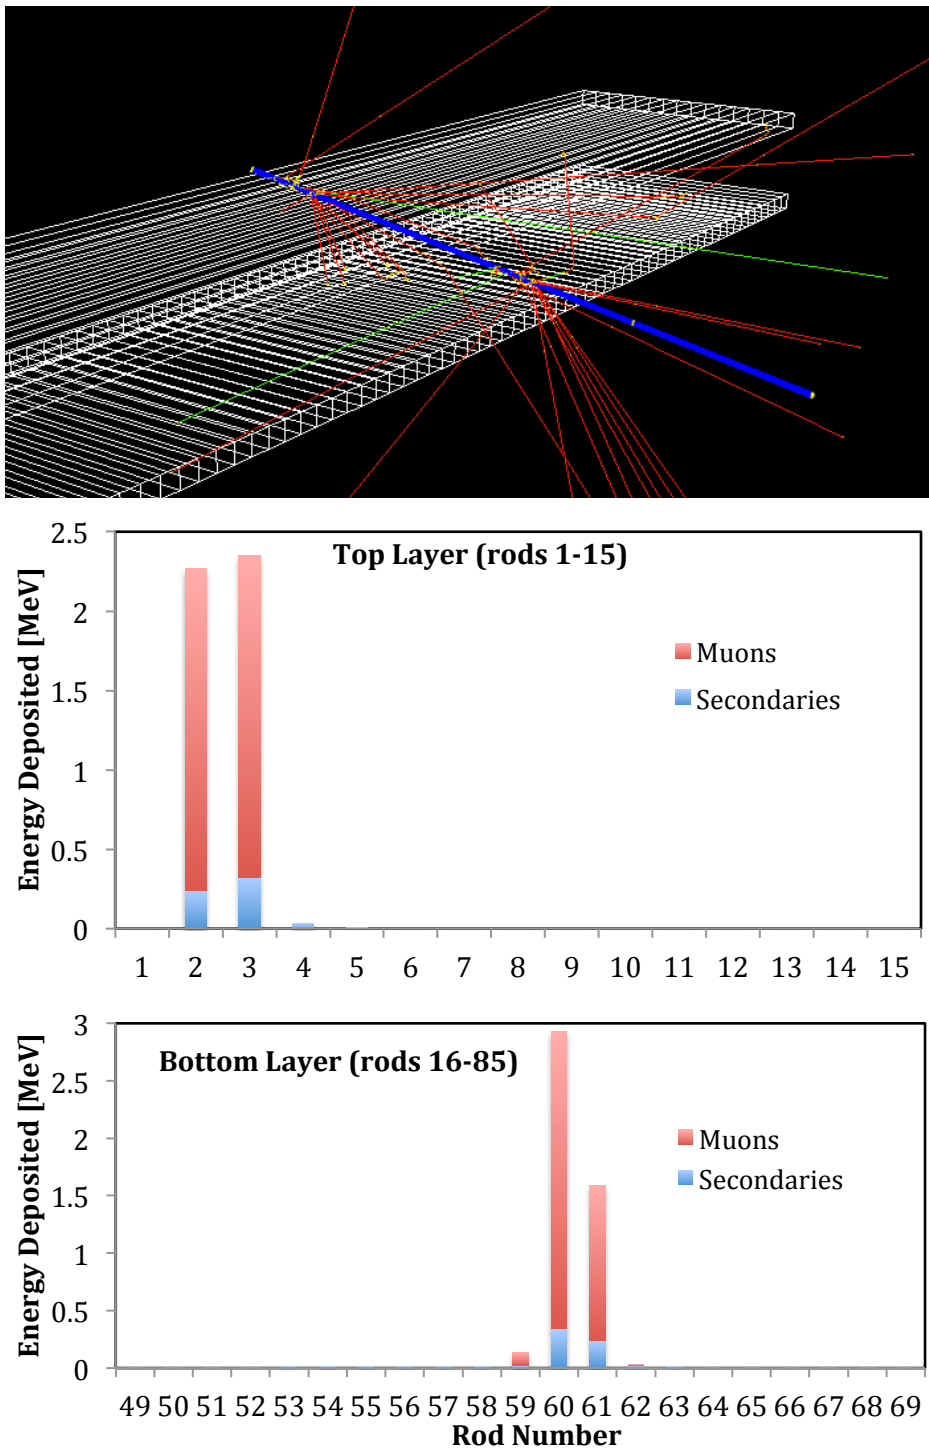 Top Layer (rods 1-15)
Energy Deposited [MeV]
2.5
2
1.5
1
0.5
0
Muons
Secondaries
1 2 3 4 5 6 7 8 9 10 11 12 13 14 15
Bottom Layer (rods 16-85)
Energy Deposited [MeV]
3
2.5
2
1.5
1
0.5
0
Muons
Secondaries
49 50 51 52 53 54 55 56 57 58 59 60 61 62 63 64 65 66 67 68 69
Rod Number